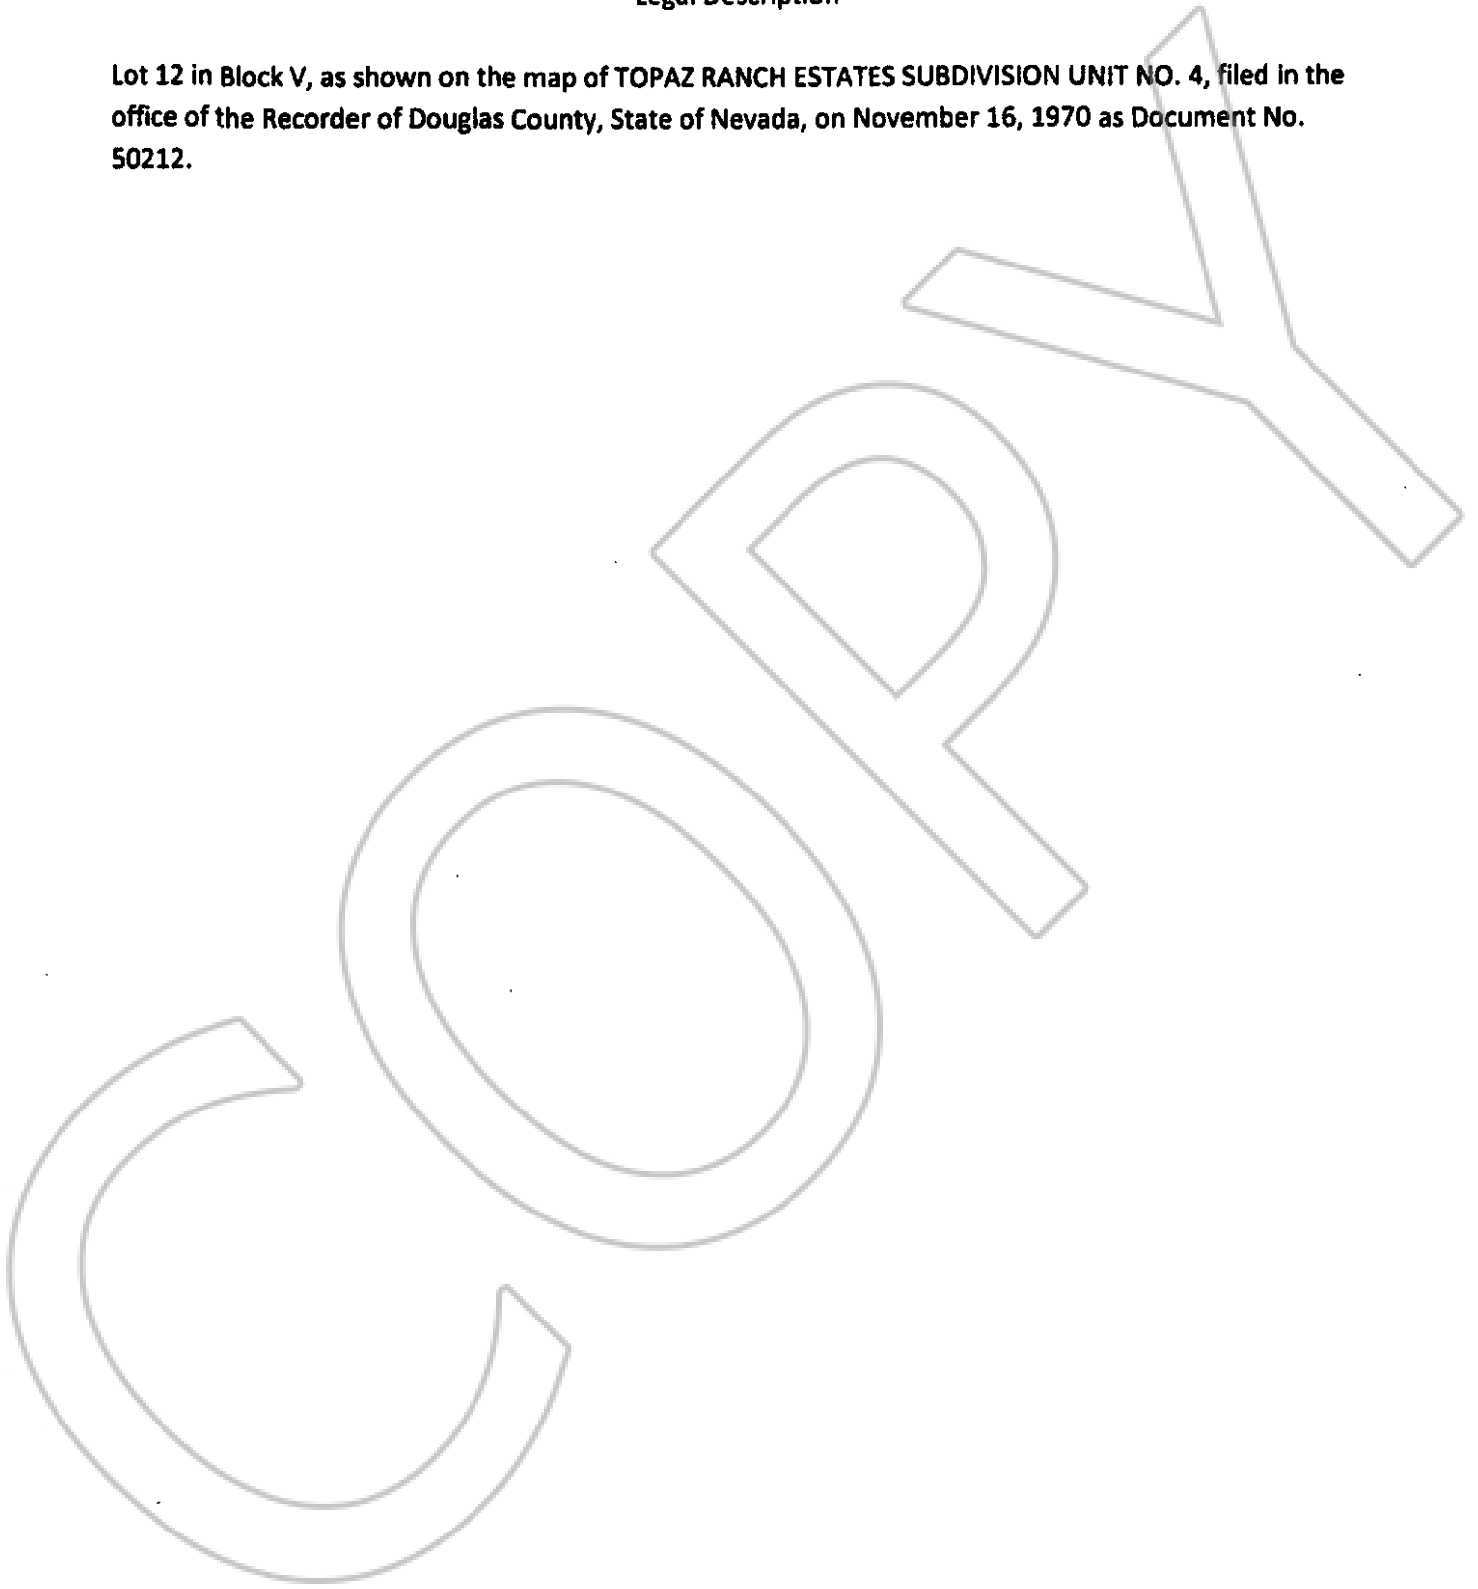 Legal Description
Lot 12 in Block V, as shown on the map of TOPAZ RANCH ESTATES SUBDIVISION UNIT NO. 4, filed in the
office of the Recorder of Douglas County, State of Nevada, on November 16, 1970 as Document No.
50212.
COPY